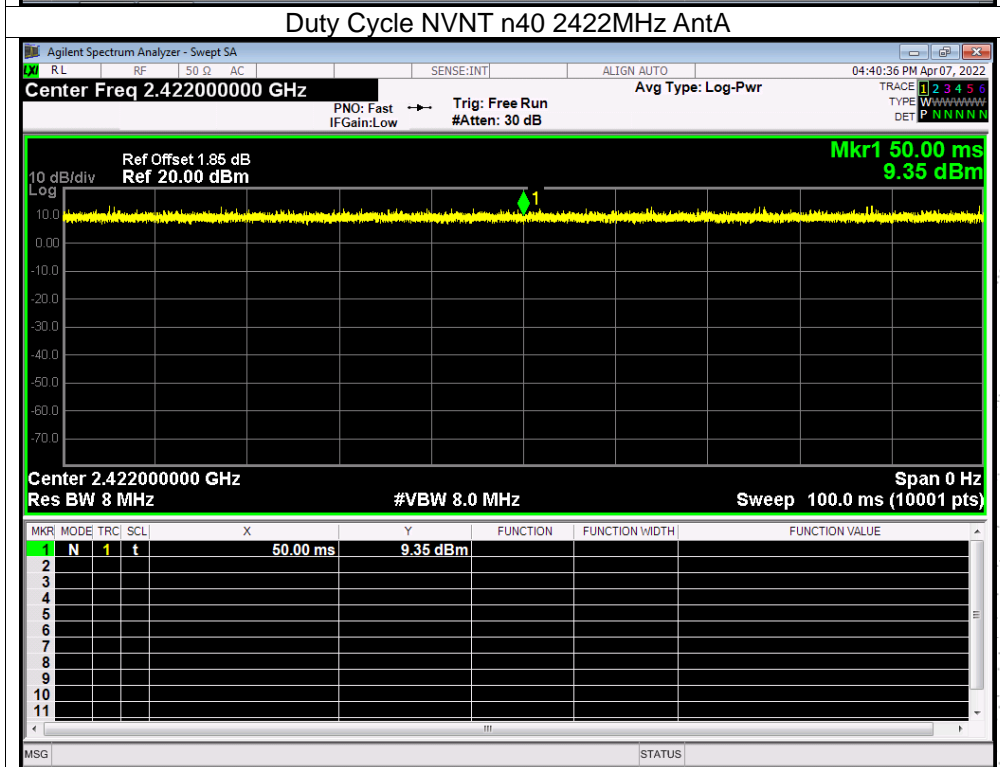 Duty Cycle NVNT n40 2422MHz AntA
Agilent Spectrum Analyzer - Swept SA
LXI RL RF 50 Ω AC SENSE:INT ALIGN AUTO 04:40:36 PM Apr 07, 2022
Center Freq 2.422000000 GHz Avg Type: Log-Pwr TRACE 1 2 3 4 5 6
PNO: Fast Trig: Free Run TYPE WWWWWW
IFGain:Low #Atten: 30 dB DET P N N N N N
Mkr1 50.00 ms
Ref Offset 1.85 dB
10 dB/div Ref 20.00 dBm 9.35 dBm
Log
1
10.0
0.00
-10.0
-20.0
-30.0
-40.0
-50.0
-60.0
-70.0
Center 2.422000000 GHz Span 0 Hz
Res BW 8 MHz #VBW 8.0 MHz Sweep 100.0 ms (10001 pts)
MKR MODE TRC SCL X Y FUNCTION FUNCTION WIDTH FUNCTION VALUE
1 N 1 t 50.00 ms 9.35 dBm
2
3
4
5
6
7
8
9
10
11
MSG STATUS